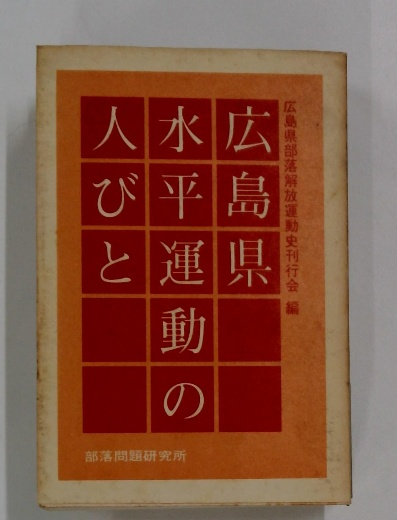 広島県部落解放運動史刊行会 編
広島県
水平運動の
人びと
部落問題研究所